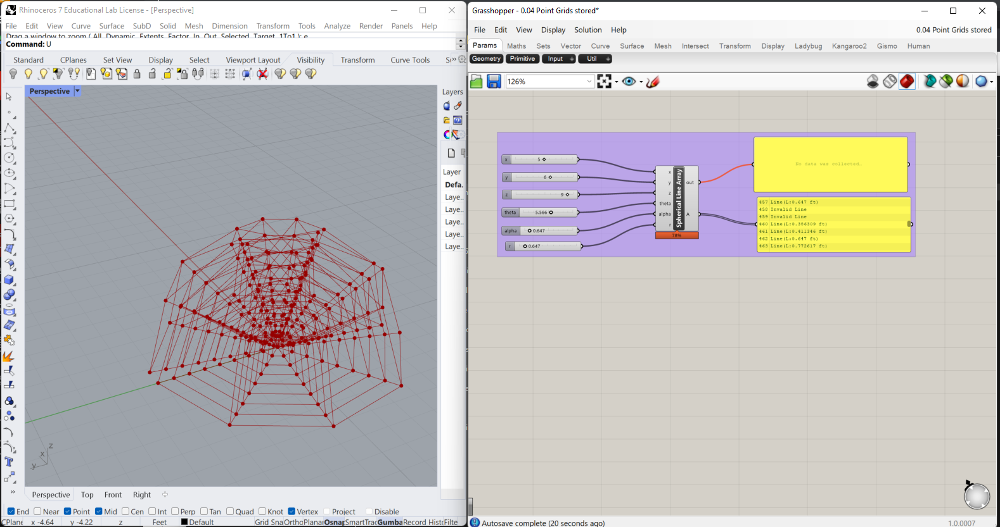 Rhinoceros 7 Educational Lab License - [Perspective]
File Edit View Curve Surface SubD Solid Mesh Dimension Transform Tools Analyze Render Panels Help
Drag a window to zoom ( All Dynamic Extents Factor In Out Selected Target 1To1 ): e
Command: U
Standard CPlanes Set View Display Select Viewport Layout Visibility Transform Curve Tools
Perspective
Layers
Layer
Defa..
Laye..
Laye..
Laye..
Laye..
Laye..
z
x
y
Perspective Top Front Right
End Near Point Mid Cen Int Perp Tan Quad Knot Vertex Project Disable
CPlane x -4.64 y -4.22 z Feet Default Grid Sna Ortho Planar Osnap SmartTrac Gumba Record Histo Filte
Grasshopper - 0.04 Point Grids stored*
File Edit View Display Solution Help 0.04 Point Grids stored
Params Maths Sets Vector Curve Surface Mesh Intersect Transform Display Ladybug Kangaroo2 Gismo Human
Geometry Primitive Input Util
126%
x 5
y 6
z 9
theta 5.566
alpha 0.647
r 0.647
x
y
z
theta
alpha
r
Spherical Line Array
out
A
78%
No data was collected…
457 Line(L:0.647 ft)
458 Invalid Line
459 Invalid Line
460 Line(L:0.386309 ft)
461 Line(L:0.411346 ft)
462 Line(L:0.647 ft)
463 Line(L:0.772617 ft)
Autosave complete (20 seconds ago)
1.0.0007